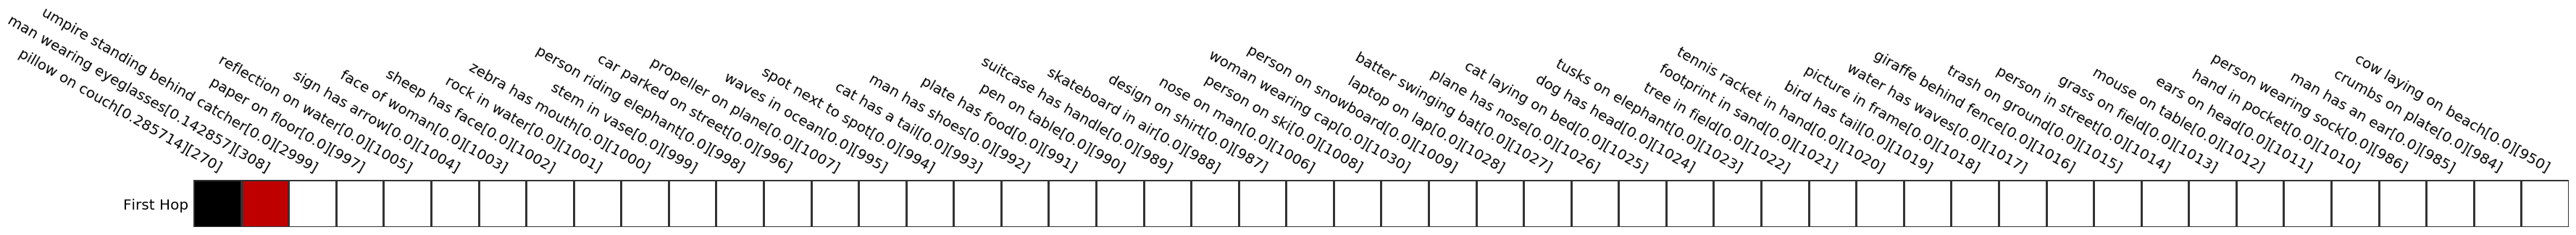 pillow on couch[0.285714][270]
man wearing eyeglasses[0.142857][308]
umpire standing behind catcher[0.0][2999]
paper on floor[0.0][997]
reflection on water[0.0][1005]
sign has arrow[0.0][1004]
face of woman[0.0][1003]
sheep has face[0.0][1002]
rock in water[0.0][1001]
zebra has mouth[0.0][1000]
stem in vase[0.0][999]
person riding elephant[0.0][998]
car parked on street[0.0][996]
propeller on plane[0.0][1007]
waves in ocean[0.0][995]
spot next to spot[0.0][994]
cat has a tail[0.0][993]
man has shoes[0.0][992]
plate has food[0.0][991]
pen on table[0.0][990]
suitcase has handle[0.0][989]
skateboard in air[0.0][988]
design on shirt[0.0][987]
nose on man[0.0][1006]
person on ski[0.0][1008]
woman wearing cap[0.0][1030]
person on snowboard[0.0][1009]
laptop on lap[0.0][1028]
batter swinging bat[0.0][1027]
plane has nose[0.0][1026]
cat laying on bed[0.0][1025]
dog has head[0.0][1024]
tusks on elephant[0.0][1023]
tree in field[0.0][1022]
footprint in sand[0.0][1021]
tennis racket in hand[0.0][1020]
bird has tail[0.0][1019]
picture in frame[0.0][1018]
water has waves[0.0][1017]
giraffe behind fence[0.0][1016]
trash on ground[0.0][1015]
person in street[0.0][1014]
grass on field[0.0][1013]
mouse on table[0.0][1012]
ears on head[0.0][1011]
hand in pocket[0.0][1010]
person wearing sock[0.0][986]
man has an ear[0.0][985]
crumbs on plate[0.0][984]
cow laying on beach[0.0][950]
First Hop